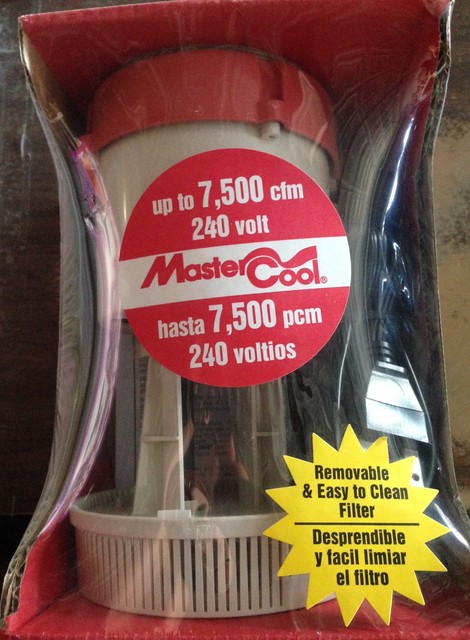 up to 7,500 cfm
240 volt
MasterCool®
hasta 7,500 pcm
240 voltios
Removable
& Easy to Clean
Filter
Desprendible
y facil limiar
el filtro